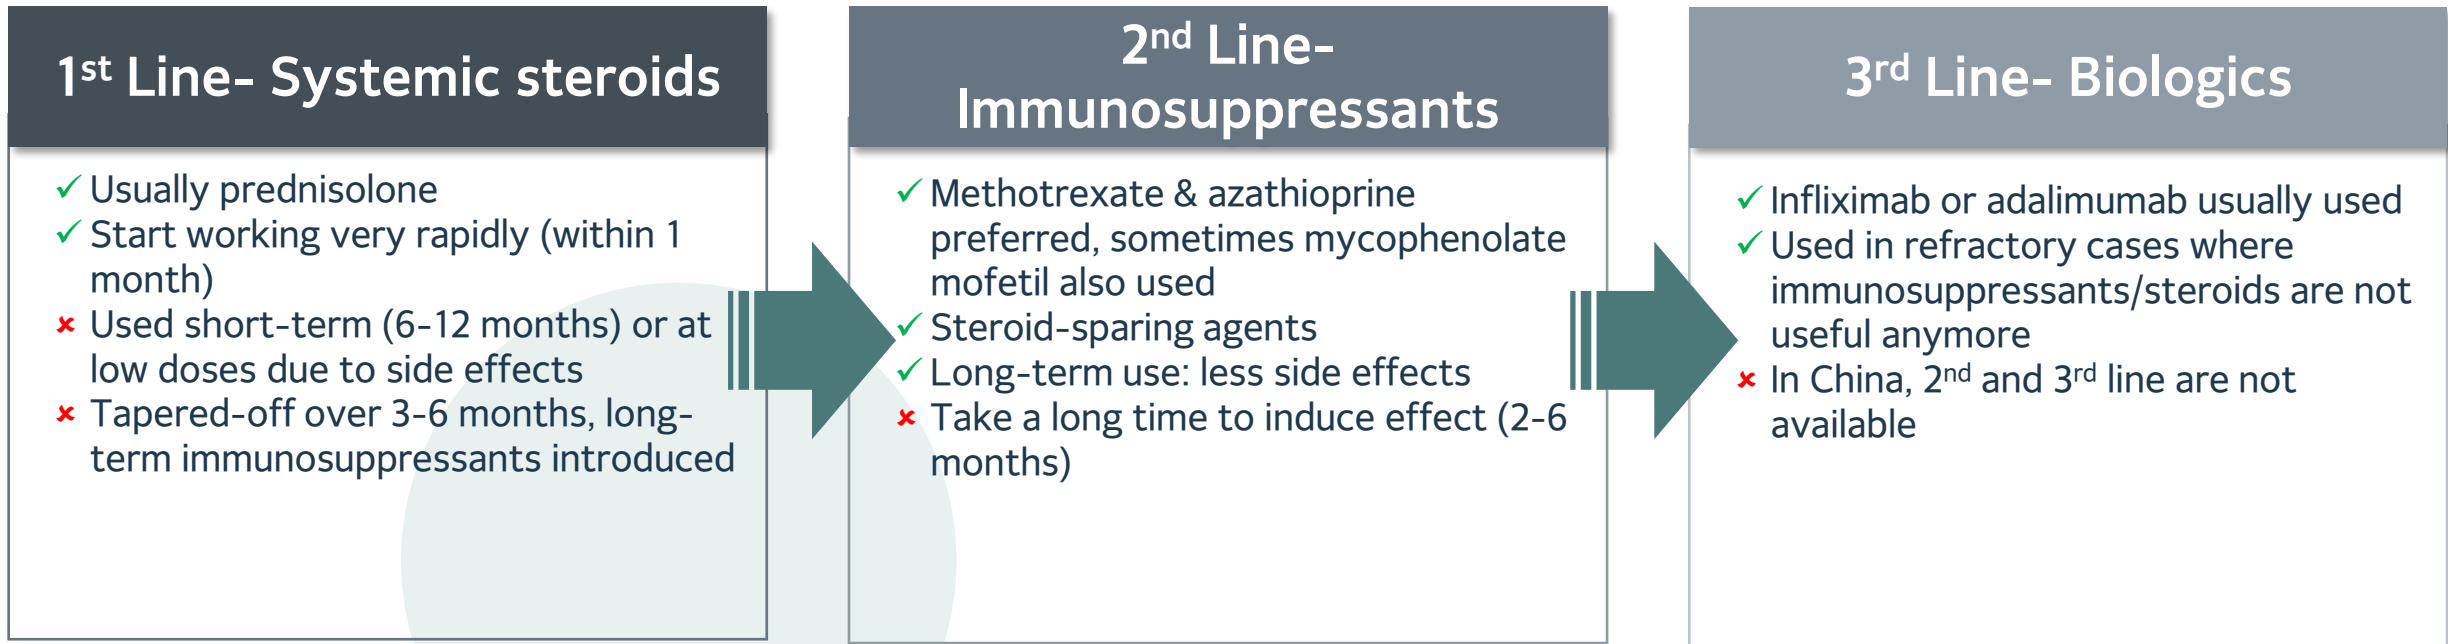 1st Line- Systemic steroids
✓ Usually prednisolone
✓ Start working very rapidly (within 1
month)
× Used short-term (6-12 months) or at
low doses due to side effects
× Tapered-off over 3-6 months, long-
term immunosuppressants introduced
2nd Line-
Immunosuppressants
✓ Methotrexate & azathioprine
preferred, sometimes mycophenolate
mofetil also used
✓ Steroid-sparing agents
✓ Long-term use: less side effects
× Take a long time to induce effect (2-6
months)
3rd Line- Biologics
✓ Infliximab or adalimumab usually used
✓ Used in refractory cases where
immunosuppressants/steroids are not
useful anymore
× In China, 2nd and 3rd line are not
available